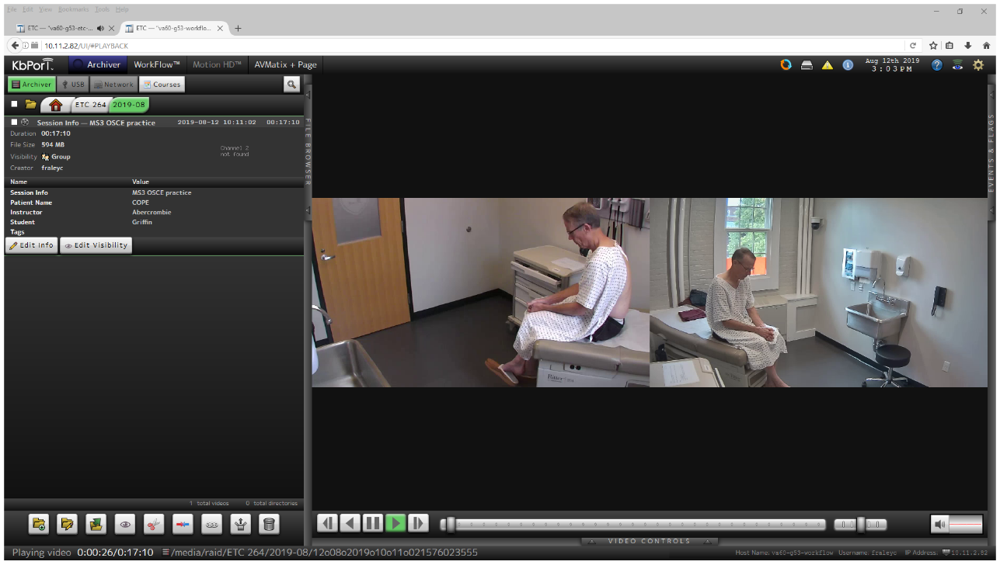 File Edit View Bookmarks Tools Help
ETC — "va60-g53-etc-...
ETC — "va60-g53-workflo...
10.11.2.82/UI/#PLAYBACK
KbPorT Archiver WorkFlow™ Motion HD™ AVMatix + Page
Aug 12th 2019
3:03PM
Archiver USB Network Courses
ETC 264 2019-08
Session Info — MS3 OSCE practice 2019-08-12 10:11:02 00:17:10
Duration 00:17:10
File Size 594 MB
Channel 2
not found
Visibility Group
Creator fraleyc
Name Value
Session Info MS3 OSCE practice
Patient Name COPE
Instructor Abercrombie
Student Griffin
Tags
Edit Info Edit Visibility
FILE BROWSER
EVENTS & FLAGS
Ritter
1 total videos 0 total directories
VIDEO CONTROLS
Playing video 0:00:26/0:17:10 /media/raid/ETC 264/2019-08/12o08o2019o10o11o021576023555
Host Name: va60-g53-workflow Username: fraleyc IP Address: 10.11.2.82